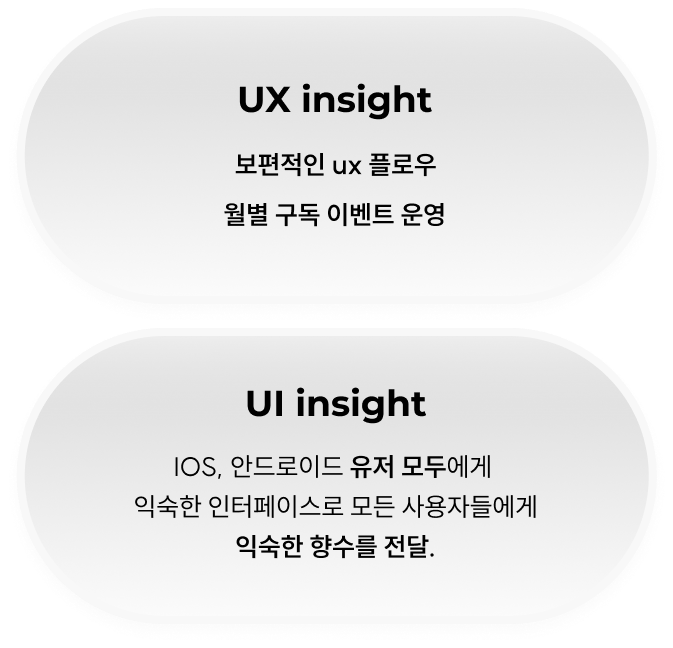 UX insight
보편적인 ux 플로우
월별 구독 이벤트 운영
UI insight
IOS, 안드로이드 유저 모두에게
익숙한 인터페이스로 모든 사용자들에게
익숙한 향수를 전달.